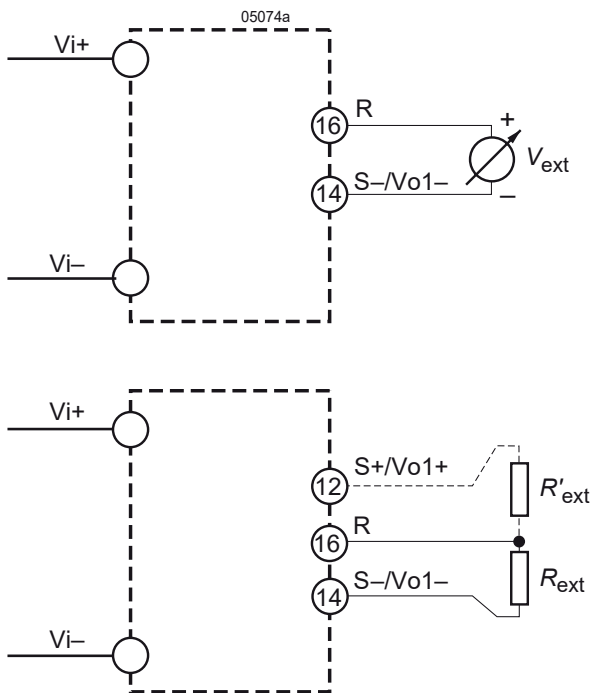 05074a
Vi+
16 R
+
Vext
14 S–/Vo1–
–
Vi–
Vi+
S+/Vo1+
12
R'ext
R
16
S–/Vo1–
Rext
14
Vi–